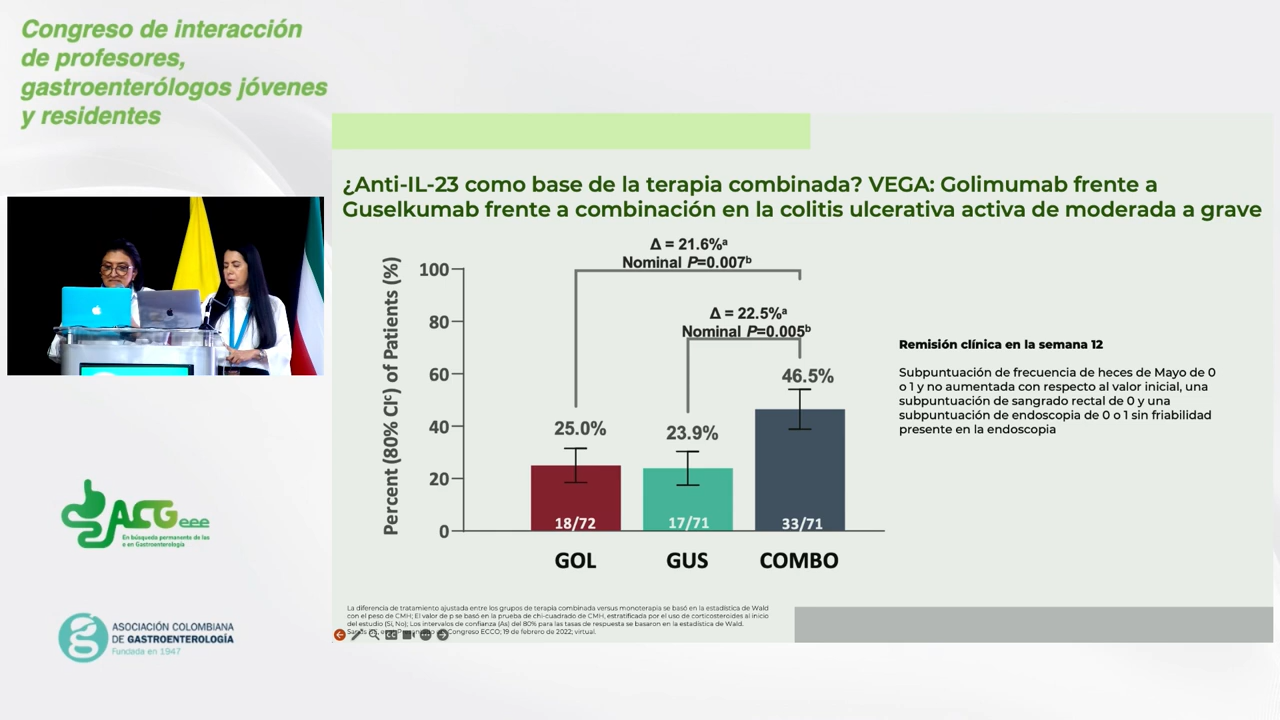 Congreso de interacción
de profesores,
gastroenterólogos jóvenes
y residentes
¿Anti-IL-23 como base de la terapia combinada? VEGA: Golimumab frente a
Guselkumab frente a combinación en la colitis ulcerativa activa de moderada a grave
Δ = 21.6%ᵃ
Nominal P=0.007ᵇ
Δ = 22.5%ᵃ
Nominal P=0.005ᵇ
Percent (80% CIᶜ) of Patients (%)
100
80
60
40
20
0
25.0%
23.9%
46.5%
18/72
17/71
33/71
GOL
GUS
COMBO
Remisión clínica en la semana 12
Subpuntuación de frecuencia de heces de Mayo de 0
o 1 y no aumentada con respecto al valor inicial, una
subpuntuación de sangrado rectal de 0 y una
subpuntuación de endoscopia de 0 o 1 sin friabilidad
presente en la endoscopia
La diferencia de tratamiento ajustada entre los grupos de terapia combinada versus monoterapia se basó en la estadística de Wald
con el peso de CMH; El valor de p se basó en la prueba de chi-cuadrado de CMH, estratificada por el uso de corticosteroides al inicio
del estudio (Sí, No); Los intervalos de confianza (As) del 80% para las tasas de respuesta se basaron en la estadística de Wald.
Congreso ECCO; 19 de febrero de 2022; virtual.
ACG eee
En búsqueda permanente de las
e en Gastroenterología
ASOCIACIÓN COLOMBIANA
DE GASTROENTEROLOGÍA
Fundada en 1947